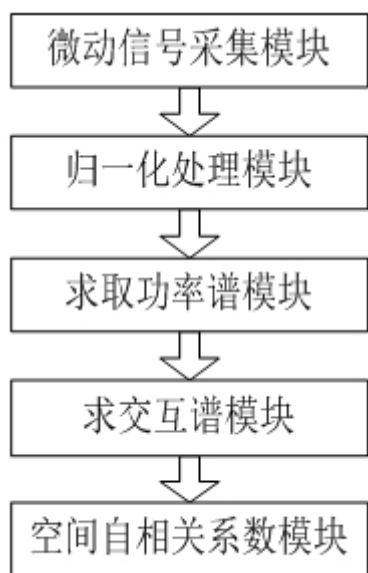 微动信号采集模块
归一化处理模块
求取功率谱模块
求交互谱模块
空间自相关系数模块